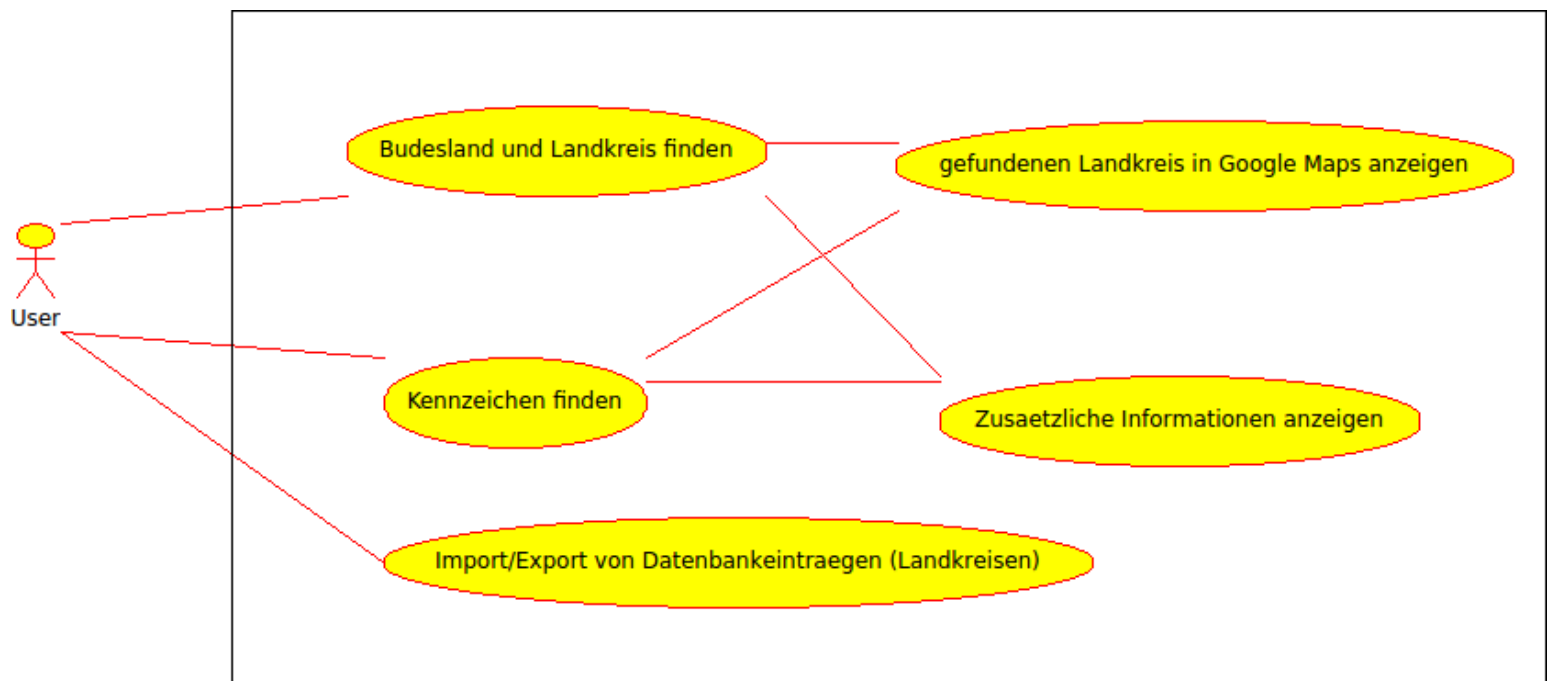 Budesland und Landkreis finden
gefundenen Landkreis in Google Maps anzeigen
User
Kennzeichen finden
Zusaetzliche Informationen anzeigen
Import/Export von Datenbankeintraegen (Landkreisen)